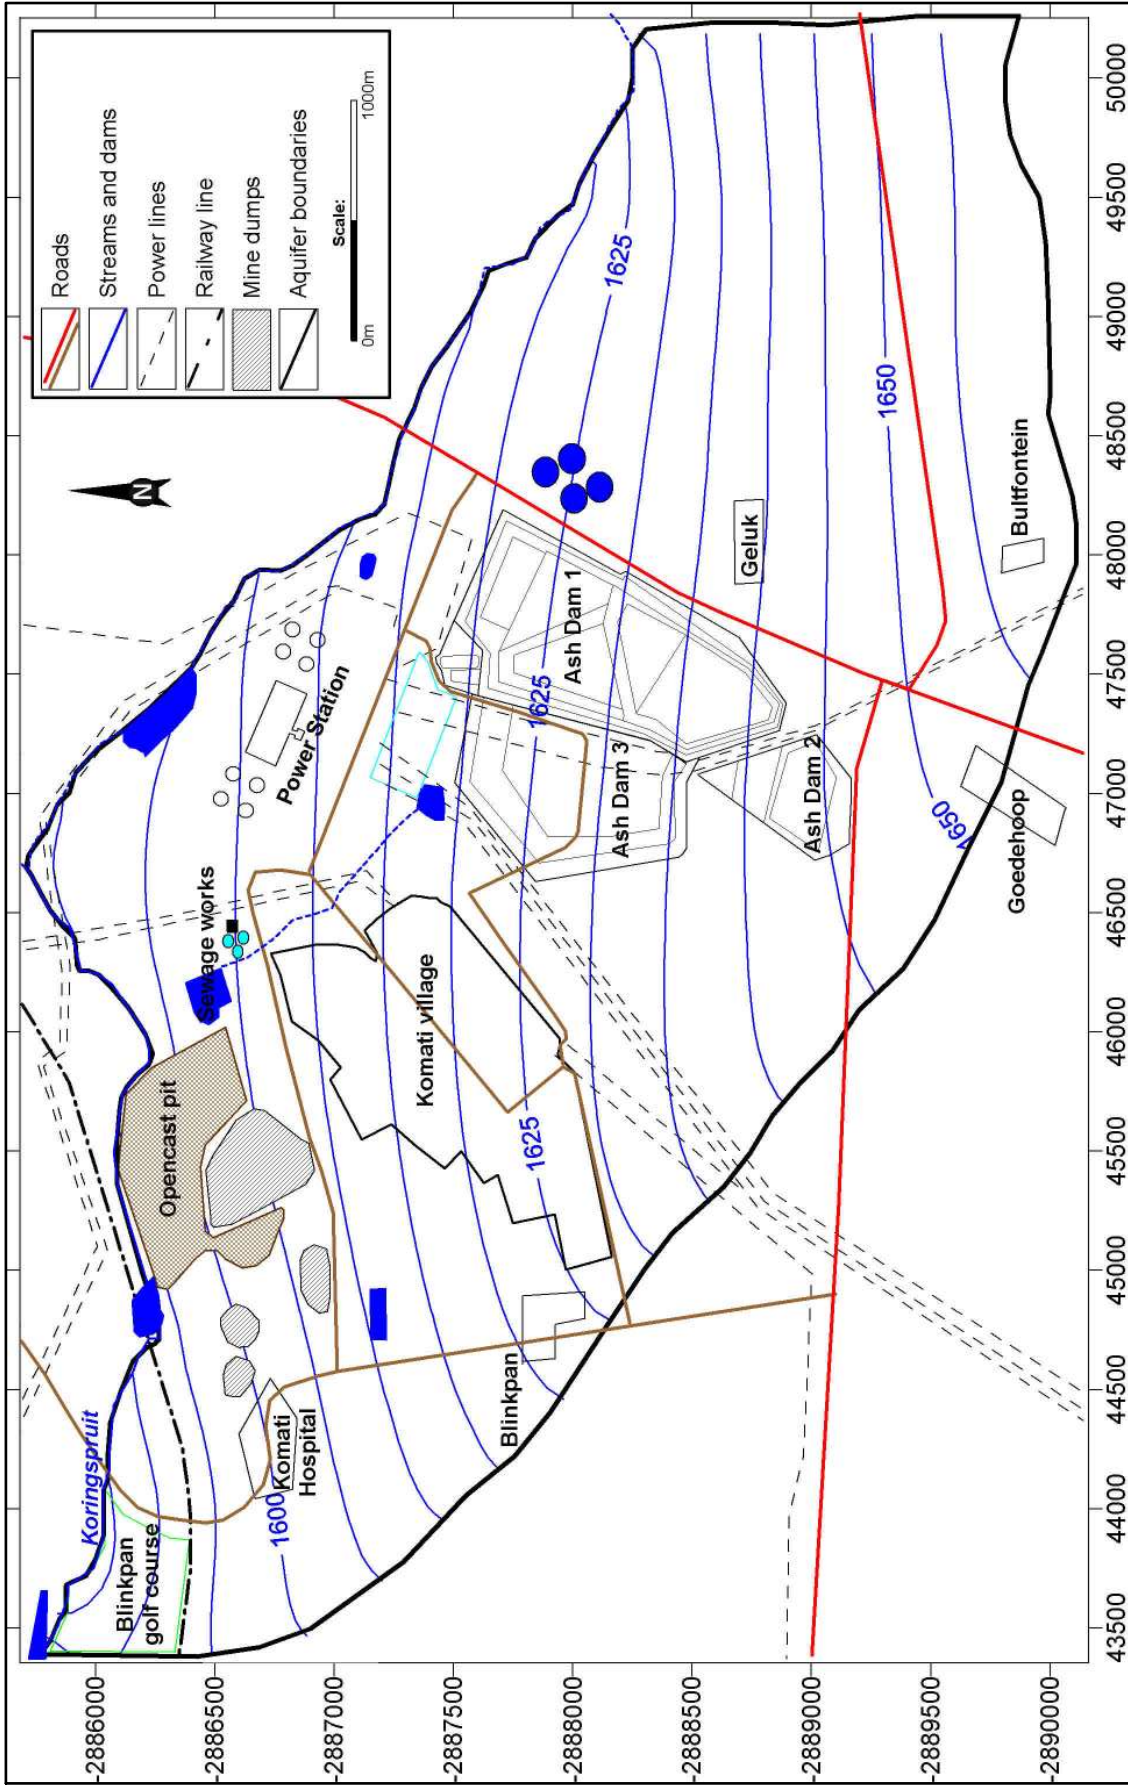 Roads
Streams and dams
Power lines
Railway line
Mine dumps
Aquifer boundaries
Scale:
0m
1000m
N
Koringspruit
Blinkpan
golf course
Opencast pit
Sewage works
Power Station
Komati
Hospital
1600
Komati village
Blinkpan
1625
1625
1625
Ash Dam 1
Ash Dam 3
Ash Dam 2
Geluk
1650
1650
Goedehoop
Bultfontein
2886000
2886500
2887000
2887500
2888000
2888500
2889000
2889500
2890000
43500
44000
44500
45000
45500
46000
46500
47000
47500
48000
48500
49000
49500
50000